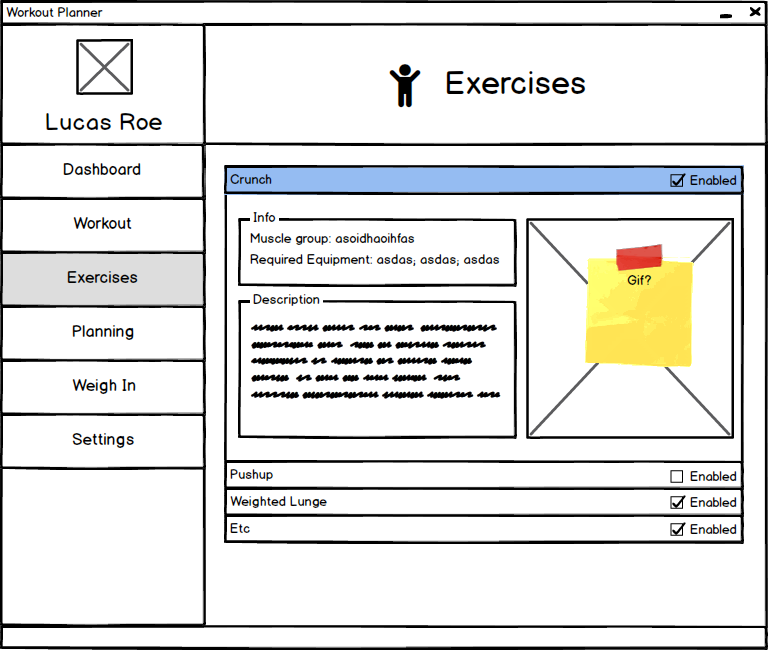 Workout Planner
Lucas Roe
Exercises
Dashboard
Workout
Exercises
Planning
Weigh In
Settings
Crunch
Enabled
Info
Muscle group: asoidhaoihfas
Required Equipment: asdas; asdas; asdas
Description
Gif?
Pushup
Enabled
Weighted Lunge
Enabled
Etc
Enabled